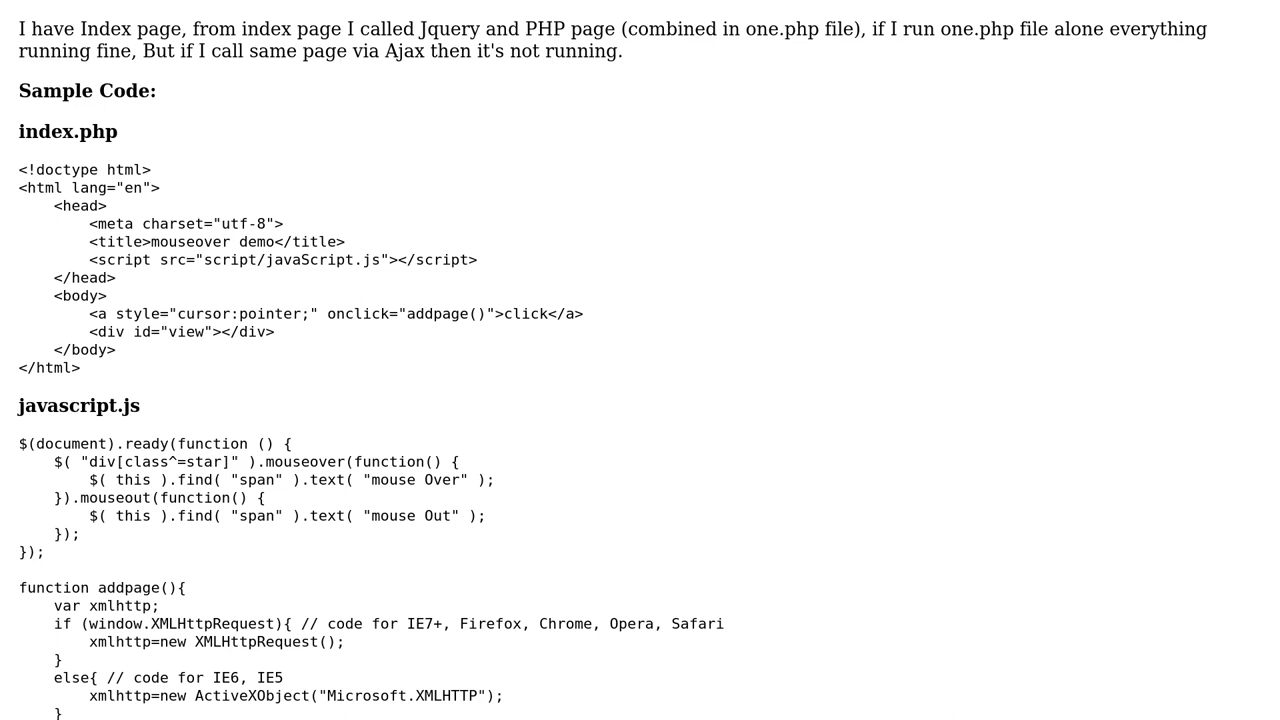 I have Index page, from index page I called Jquery and PHP page (combined in one.php file), if I run one.php file alone everything
running fine, But if I call same page via Ajax then it's not running.
Sample Code:
index.php
<!doctype html>
<html lang="en">
    <head>
        <meta charset="utf-8">
        <title>mouseover demo</title>
        <script src="script/javaScript.js"></script>
    </head>
    <body>
        <a style="cursor:pointer;" onclick="addpage()">click</a>
        <div id="view"></div>
    </body>
</html>
javascript.js
$(document).ready(function () {
    $( "div[class^=star]" ).mouseover(function() {
        $( this ).find( "span" ).text( "mouse Over" );
    }).mouseout(function() {
        $( this ).find( "span" ).text( "mouse Out" );
    });
});
function addpage(){
    var xmlhttp;
    if (window.XMLHttpRequest){ // code for IE7+, Firefox, Chrome, Opera, Safari
        xmlhttp=new XMLHttpRequest();
    }
    else{ // code for IE6, IE5
        xmlhttp=new ActiveXObject("Microsoft.XMLHTTP");
    }